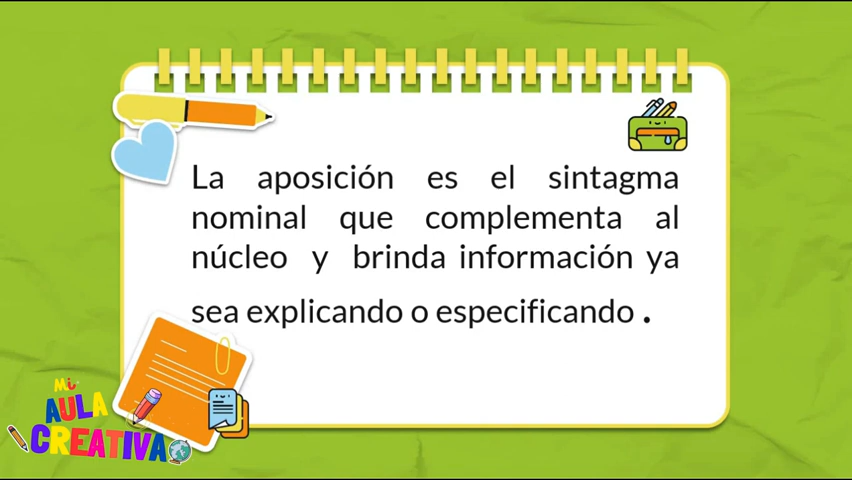 La aposición es el sintagma
nominal que complementa al
núcleo y brinda información ya
sea explicando o especificando .
Mi
AULA
CREATIVA